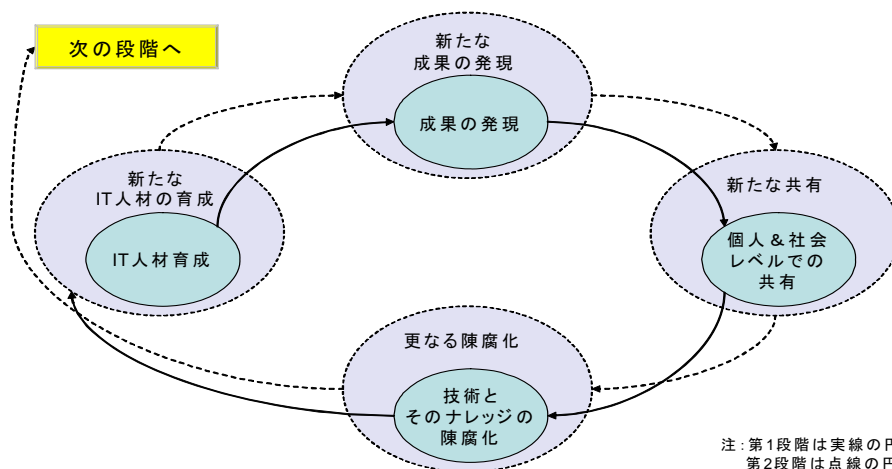 次の段階へ
新たな
成果の発現
成果の発現
新たな
IT人材の育成
IT人材育成
新たな共有
個人&社会
レベルでの
共有
更なる陳腐化
技術と
そのナレッジの
陳腐化
注:第1段階は実線の円
第2段階は点線の円